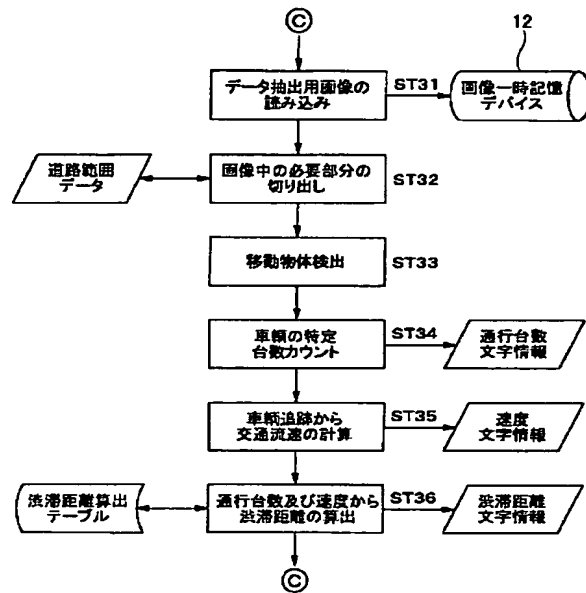 Ⓒ
12
データ抽出用画像の
読み込み
ST31
画像一時記憶
デバイス
道路範囲
データ
画像中の必要部分の
切り出し
ST32
移動物体検出
ST33
車輌の特定
台数カウント
ST34
通行台数
文字情報
車輌追跡から
交通流速の計算
ST35
速度
文字情報
渋滞距離算出
テーブル
通行台数及び速度から
渋滞距離の算出
ST36
渋滞距離
文字情報
Ⓒ